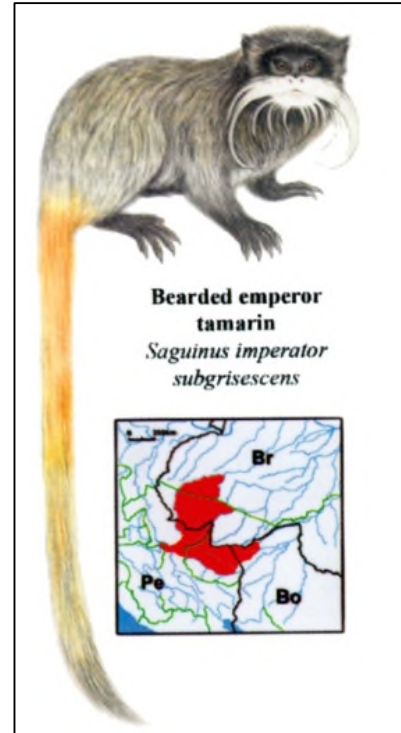 Bearded emperor
tamarin
Saguinus imperator
subgrisescens
Br
Pe
Bo